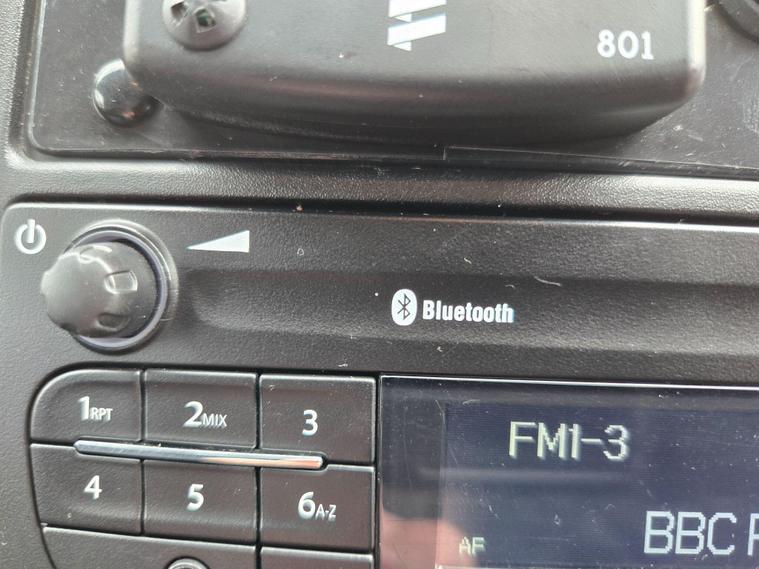 801
Bluetooth
1RPT 2MIX 3
4 5 6A-Z
FM1-3
AF
BBC